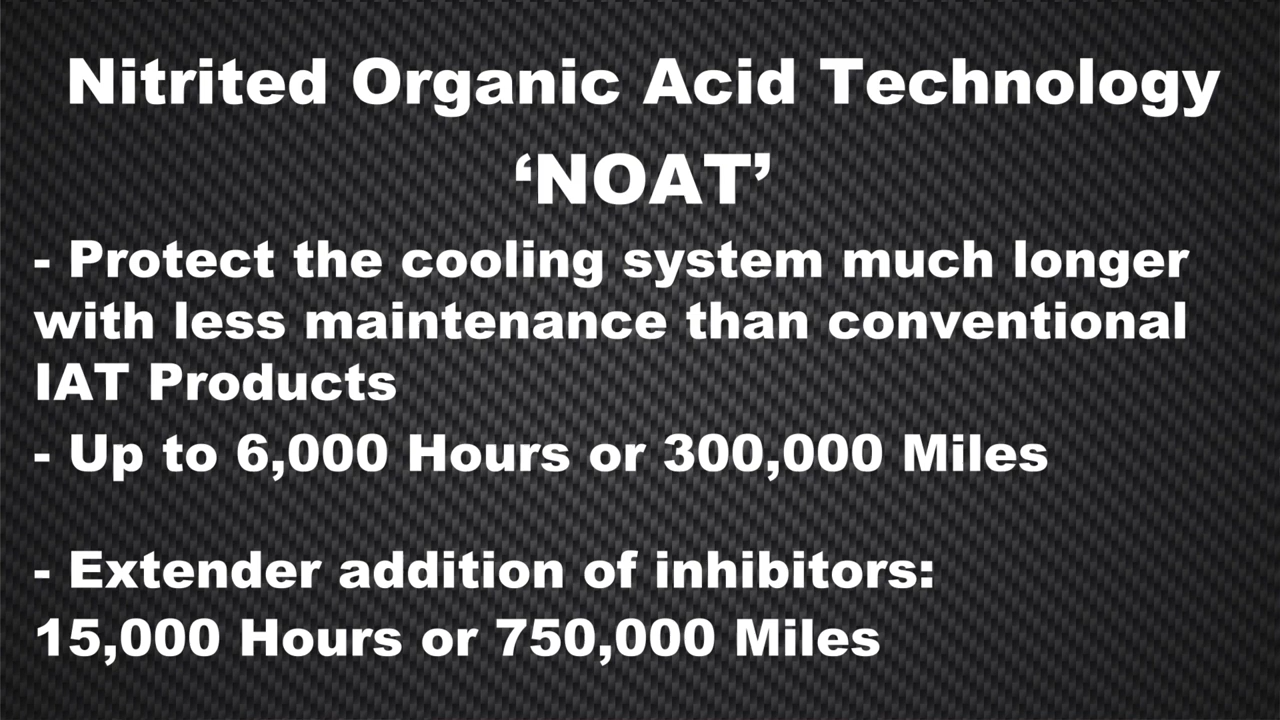 Nitrited Organic Acid Technology
‘NOAT’
- Protect the cooling system much longer
with less maintenance than conventional
IAT Products
- Up to 6,000 Hours or 300,000 Miles
- Extender addition of inhibitors:
15,000 Hours or 750,000 Miles